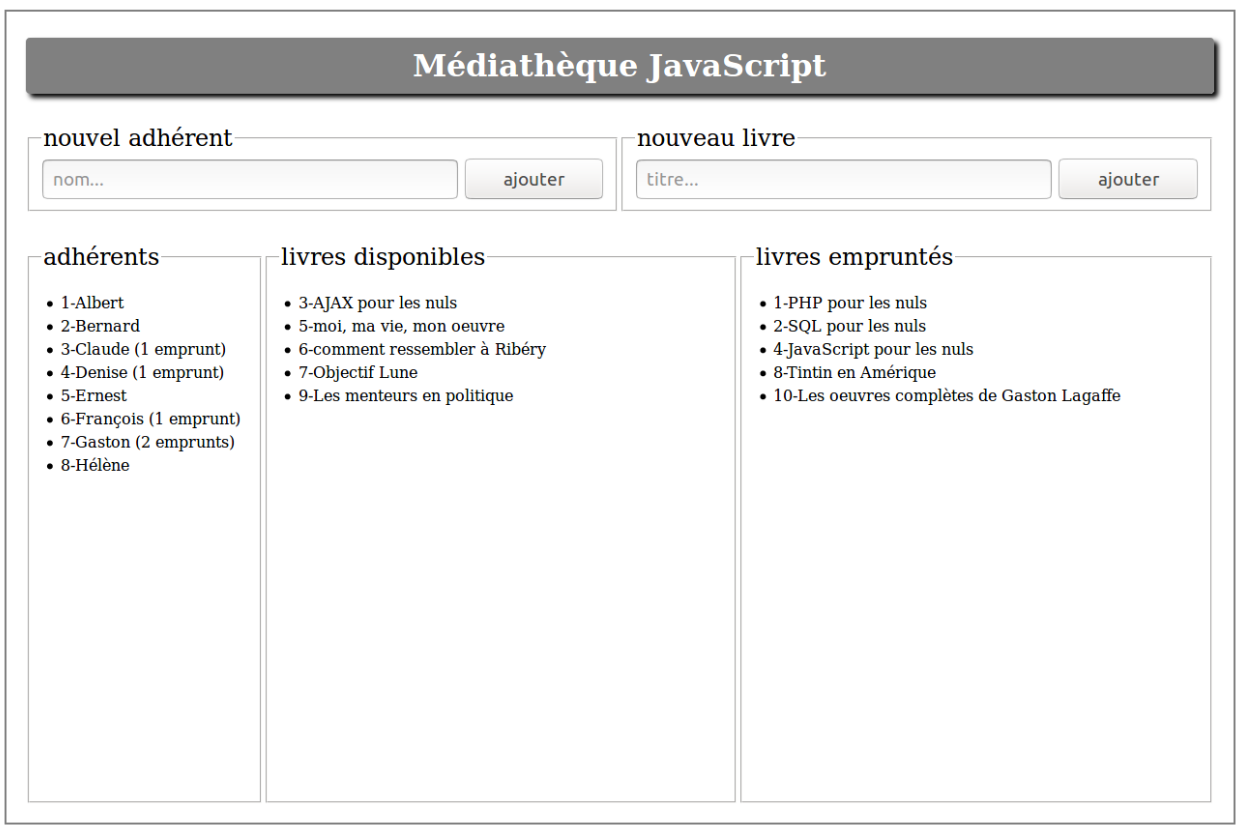 Médiathèque JavaScript
nouvel adhérent
nom...
ajouter
nouveau livre
titre...
ajouter
adhérents
1-Albert
2-Bernard
3-Claude (1 emprunt)
4-Denise (1 emprunt)
5-Ernest
6-François (1 emprunt)
7-Gaston (2 emprunts)
8-Hélène
livres disponibles
3-AJAX pour les nuls
5-moi, ma vie, mon oeuvre
6-comment ressembler à Ribéry
7-Objectif Lune
9-Les menteurs en politique
livres empruntés
1-PHP pour les nuls
2-SQL pour les nuls
4-JavaScript pour les nuls
8-Tintin en Amérique
10-Les oeuvres complètes de Gaston Lagaffe